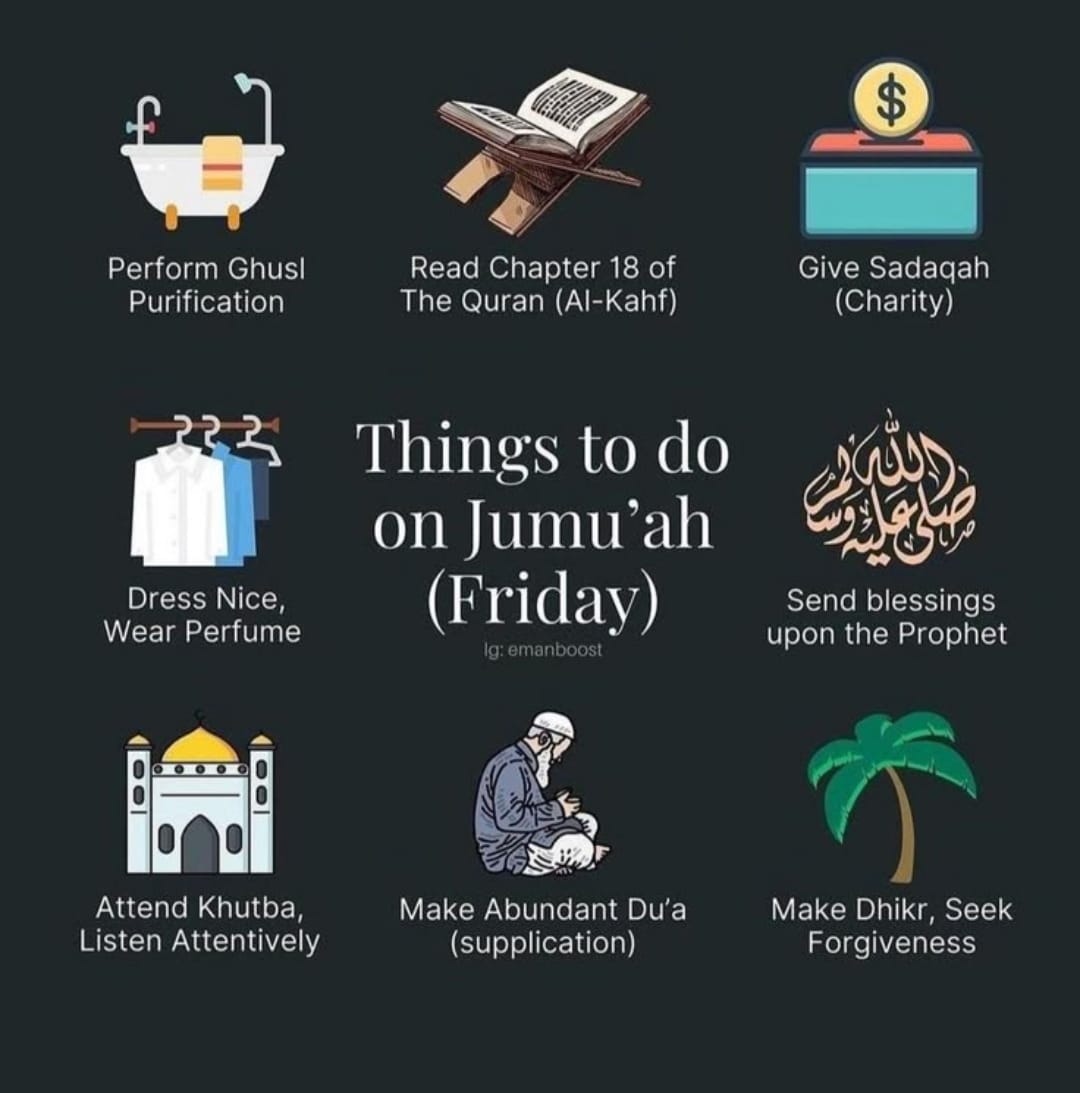 Perform Ghusl
Purification
Read Chapter 18 of
The Quran (Al-Kahf)
$
Give Sadaqah
(Charity)
Dress Nice,
Wear Perfume
Things to do
on Jumu’ah
(Friday)
Ig: emanboost
صلى الله عليه وسلم
Send blessings
upon the Prophet
Attend Khutba,
Listen Attentively
Make Abundant Du’a
(supplication)
Make Dhikr, Seek
Forgiveness